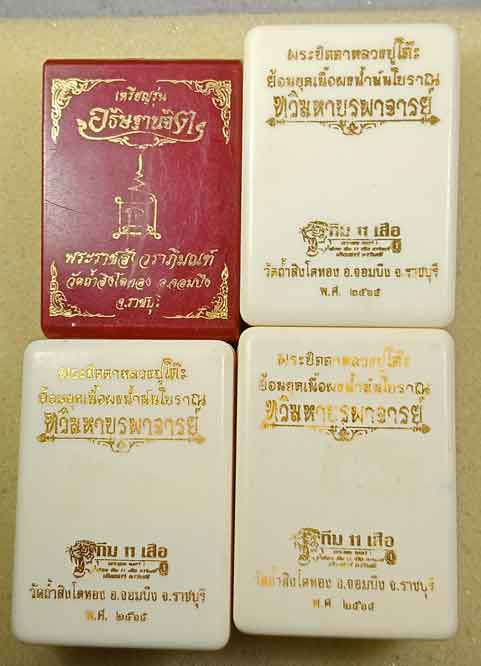 เหรียญรุ่น
อธิษฐานจิต
พระราชสังวราภิมณฑ์
วัดถ้ำสิงโตทอง อ.จอมบึง
จ.ราชบุรี
พระปิดตาหลวงปู่โต๊ะ
ย้อนยุคเนื้อผงน้ำมันโบราณ
ทวิมหาบูรพาจารย์
ทีม 11 เสือ
วัดถ้ำสิงโตทอง อ.จอมบึง จ.ราชบุรี
พ.ศ. ๒๕๖๕
พระปิดตาหลวงปู่โต๊ะ
ย้อนยุคเนื้อผงน้ำมันโบราณ
ทวิมหาบูรพาจารย์
ทีม 11 เสือ
วัดถ้ำสิงโตทอง อ.จอมบึง จ.ราชบุรี
พ.ศ. ๒๕๖๕
พระปิดตาหลวงปู่โต๊ะ
ย้อนยุคเนื้อผงน้ำมันโบราณ
ทวิมหาบูรพาจารย์
ทีม 11 เสือ
วัดถ้ำสิงโตทอง อ.จอมบึง จ.ราชบุรี
พ.ศ. ๒๕๖๕